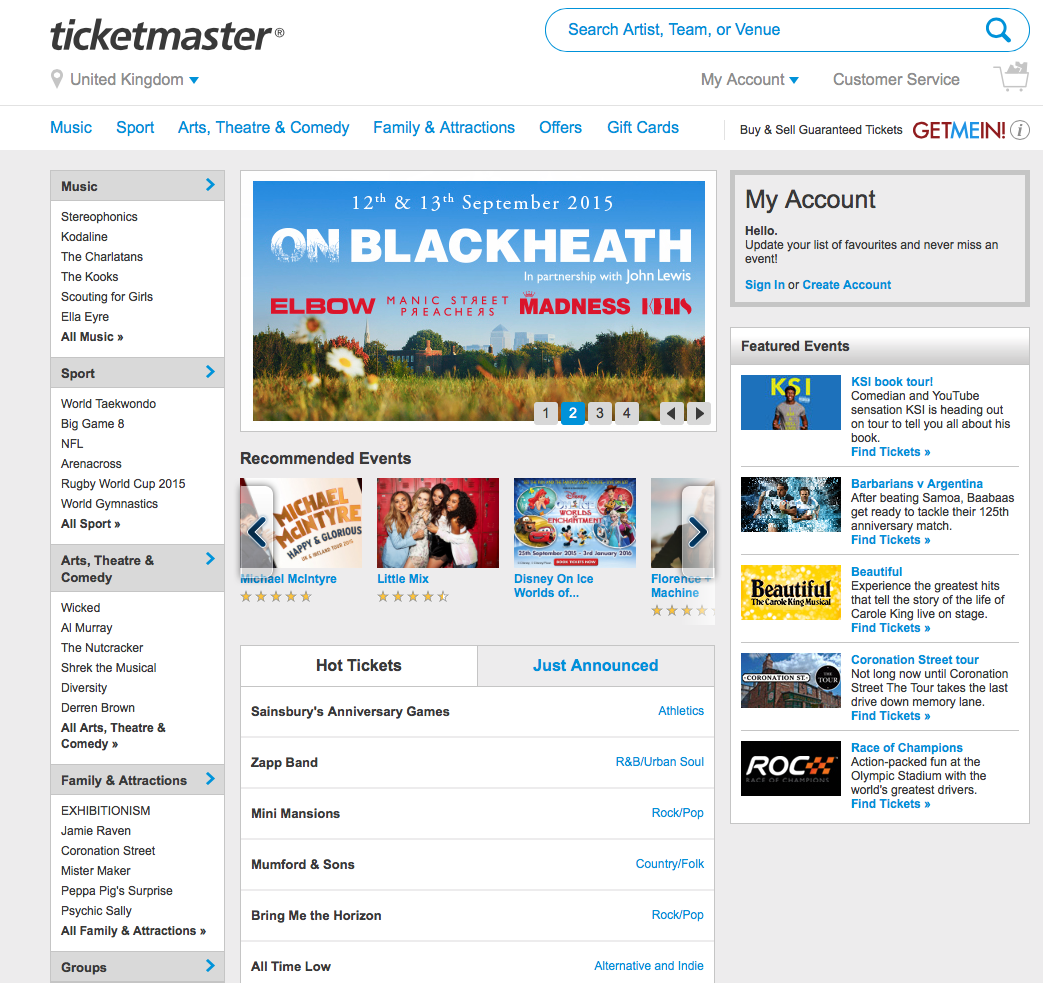 ticketmaster®
Search Artist, Team, or Venue
United Kingdom
My Account
Customer Service
Music
Sport
Arts, Theatre & Comedy
Family & Attractions
Offers
Gift Cards
Buy & Sell Guaranteed Tickets
GETMEIN!
i
Music
Stereophonics
Kodaline
The Charlatans
The Kooks
Scouting for Girls
Ella Eyre
All Music »
Sport
World Taekwondo
Big Game 8
NFL
Arenacross
Rugby World Cup 2015
World Gymnastics
All Sport »
Arts, Theatre &
Comedy
Wicked
Al Murray
The Nutcracker
Shrek the Musical
Diversity
Derren Brown
All Arts, Theatre &
Comedy »
Family & Attractions
EXHIBITIONISM
Jamie Raven
Coronation Street
Mister Maker
Peppa Pig's Surprise
Psychic Sally
All Family & Attractions »
Groups
12th & 13th September 2015
ON BLACKHEATH
In partnership with John Lewis
ELBOW
MANIC STREET
PREACHERS
MADNESS
KELIS
1 2 3 4
Recommended Events
MICHAEL
McINTYRE
HAPPY & GLORIOUS
UK & IRELAND TOUR 2015
Michael McIntyre
Little Mix
Disney
WORLDS OF
ENCHANTMENT
25th September 2015 - 3rd January 2016
BOOK TICKETS NOW
Disney On Ice
Worlds of...
Florence +
Machine
Hot Tickets
Just Announced
Sainsbury's Anniversary Games
Athletics
Zapp Band
R&B/Urban Soul
Mini Mansions
Rock/Pop
Mumford & Sons
Country/Folk
Bring Me the Horizon
Rock/Pop
All Time Low
Alternative and Indie
My Account
Hello.
Update your list of favourites and never miss an
event!
Sign In or Create Account
Featured Events
KSI
KSI book tour!
Comedian and YouTube
sensation KSI is heading out
on tour to tell you all about his
book.
Find Tickets »
Barbarians v Argentina
After beating Samoa, Baabaas
get ready to tackle their 125th
anniversary match.
Find Tickets »
Beautiful
The Carole King Musical
Beautiful
Experience the greatest hits
that tell the story of the life of
Carole King live on stage.
Find Tickets »
CORONATION ST.
THE
TOUR
Coronation Street tour
Not long now until Coronation
Street The Tour takes the last
drive down memory lane.
Find Tickets »
ROC
RACE OF CHAMPIONS
Race of Champions
Action-packed fun at the
Olympic Stadium with the
world's greatest drivers.
Find Tickets »